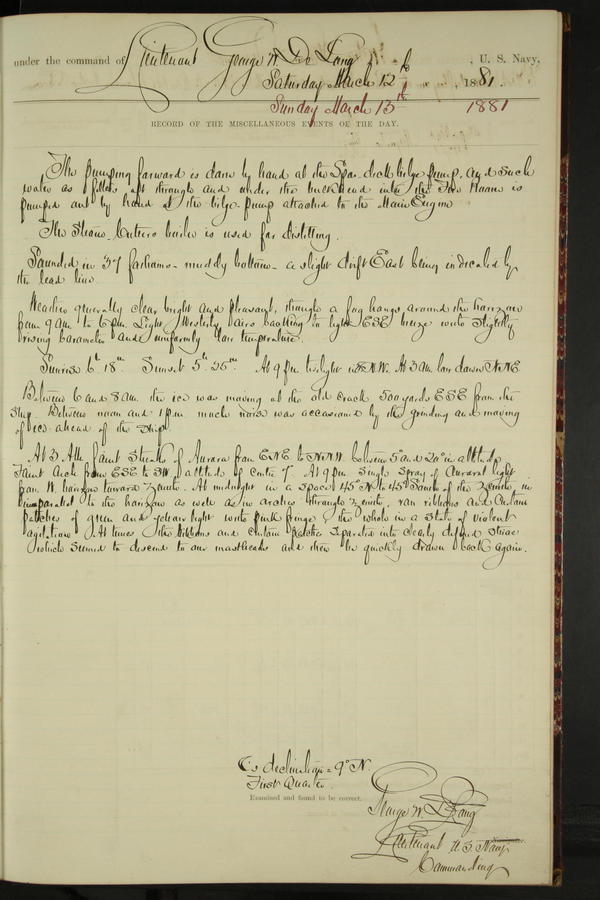 under the command of Lieutenant George W. De Long, U. S. Navy,
Saturday March 12th, 1881.
Sunday March 13th 1881
RECORD OF THE MISCELLANEOUS EVENTS OF THE DAY.
The pumping forward is done by hand at the Spar deck bilge pump, and such
water as filters aft through and under the bulkhead into the Fire Room is
pumped out by hand at the bilge pump attached to the Main Engine
The Steam Cutters boiler is used for distilling.
Sounded in 37 fathoms - muddy bottom - a slight drift East being indicated by
the lead line.
Weather generally clear bright and pleasant, though a fog hangs around the horizon
from 9 am to 6 pm. Light Westerly airs backing to light ESE breeze with slightly
rising barometer and uniformly low temperature.
Sunrise 6h 18m Sunset 5h 35m. At 9 pm twilight in NNW. At 3 am low dawn NNE.
Between 6 and 8 am the ice was moving at the old crack 500 yards ESE from the
Ship. Between noon and 1 pm much noise was occasioned by the grinding and moving
of ice ahead of the Ship.
At 3 AM faint streaks of Aurora from ENE to NNW between 5° and 20° in altitude
Faint Arch from ESE to SW altitude of centre 7°. At 9 pm single spray of Auroral light
from W. horizon toward zenith. At midnight in a space 45° N to 45° South of the zenith
to the horizon as well as in arches through zenith, ran ribbons and curtain
patches of green and yellow light with pink fringe, the whole in a state of violent
agitation. At times the ribbons and curtain patches separated into clearly defined striae
which seemed to descend to our mastheads and then be quickly drawn back again.
declination = 9° N.
First Quarter.
Examined and found to be correct.
George W. De Long
Lieutenant U.S. Navy
Commanding